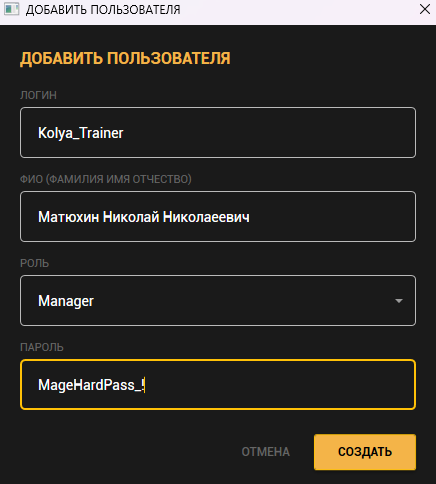 ДОБАВИТЬ ПОЛЬЗОВАТЕЛЯ
ДОБАВИТЬ ПОЛЬЗОВАТЕЛЯ
ЛОГИН
Kolya_Trainer
ФИО (ФАМИЛИЯ ИМЯ ОТЧЕСТВО)
Матюхин Николай Николаеевич
РОЛЬ
Manager
ПАРОЛЬ
MageHardPass_!
ОТМЕНА СОЗДАТЬ